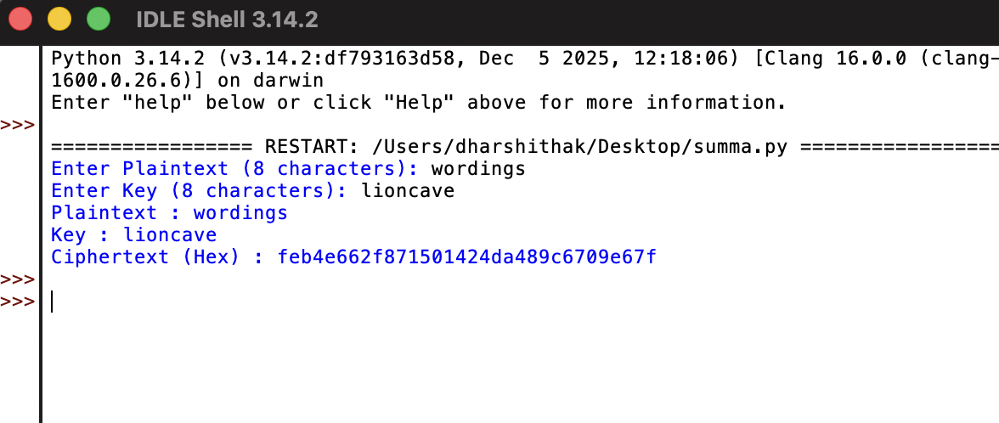 IDLE Shell 3.14.2
Python 3.14.2 (v3.14.2:df793163d58, Dec  5 2025, 12:18:06) [Clang 16.0.0 (clang-
1600.0.26.6)] on darwin
Enter "help" below or click "Help" above for more information.
>>>
================= RESTART: /Users/dharshithak/Desktop/summa.py =================
Enter Plaintext (8 characters): wordings
Enter Key (8 characters): lioncave
Plaintext : wordings
Key : lioncave
Ciphertext (Hex) : feb4e662f871501424da489c6709e67f
>>>
>>>